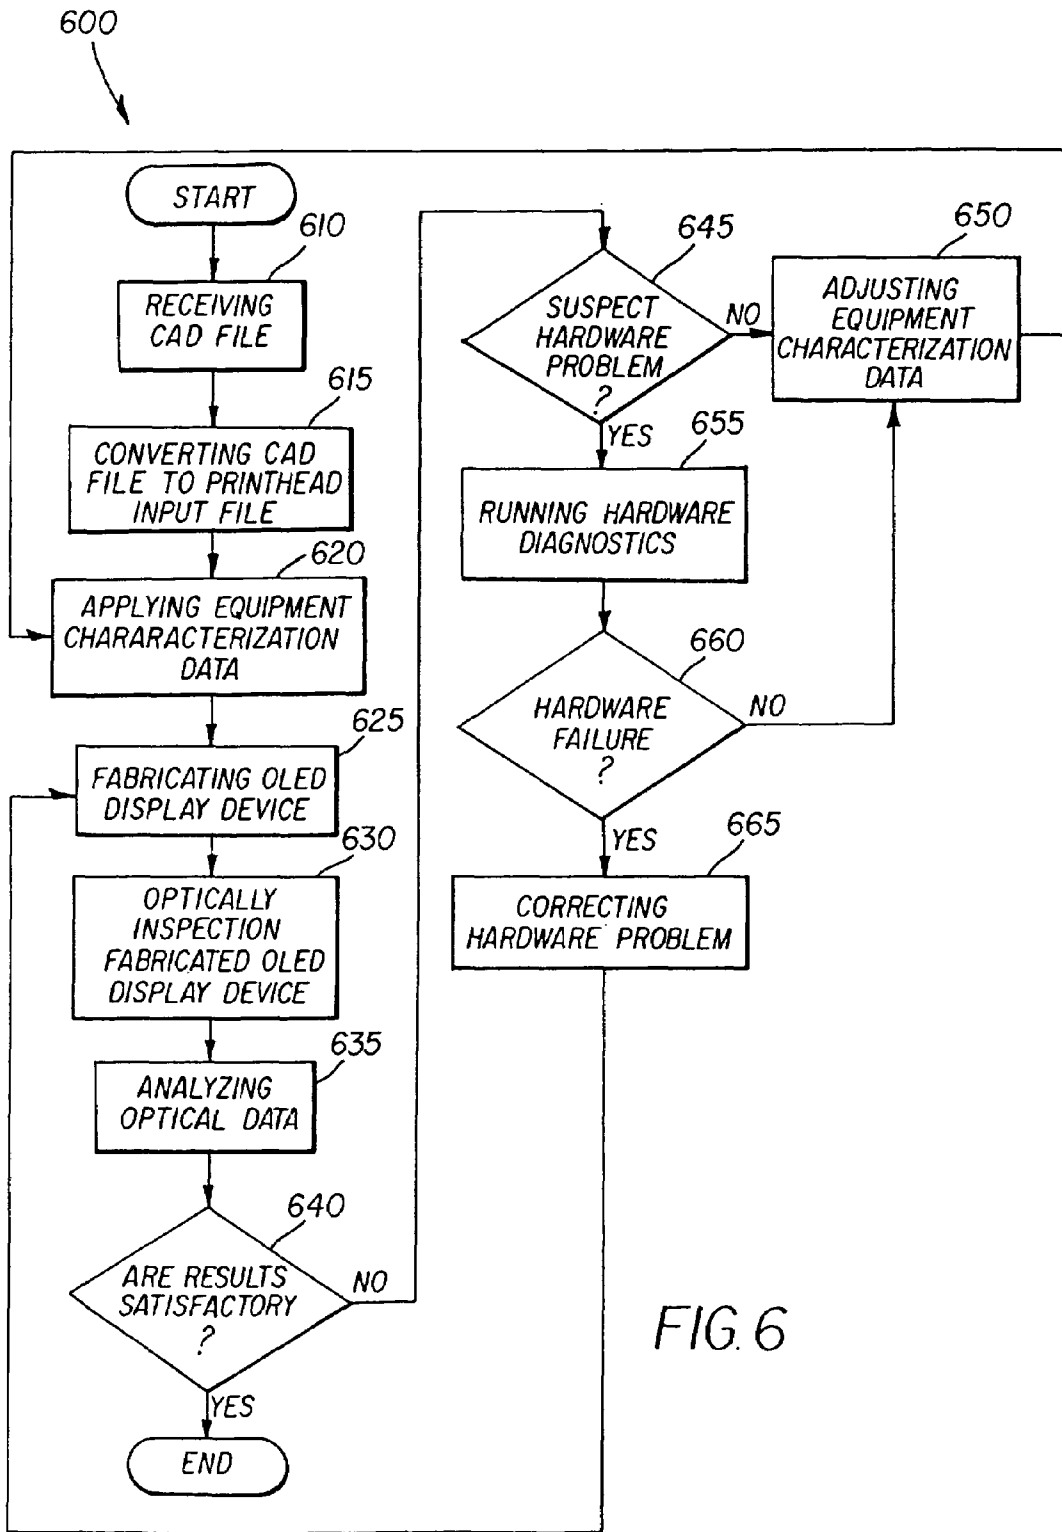 600
START
610
RECEIVING
CAD FILE
615
CONVERTING CAD
FILE TO PRINTHEAD
INPUT FILE
620
APPLYING EQUIPMENT
CHARARACTERIZATION
DATA
625
FABRICATING OLED
DISPLAY DEVICE
630
OPTICALLY
INSPECTION
FABRICATED OLED
DISPLAY DEVICE
635
ANALYZING
OPTICAL DATA
640
ARE RESULTS
SATISFACTORY
?
NO
YES
END
645
SUSPECT
HARDWARE
PROBLEM
?
NO
YES
650
ADJUSTING
EQUIPMENT
CHARACTERIZATION
DATA
655
RUNNING HARDWARE
DIAGNOSTICS
660
HARDWARE
FAILURE
?
NO
YES
665
CORRECTING
HARDWARE PROBLEM
FIG. 6